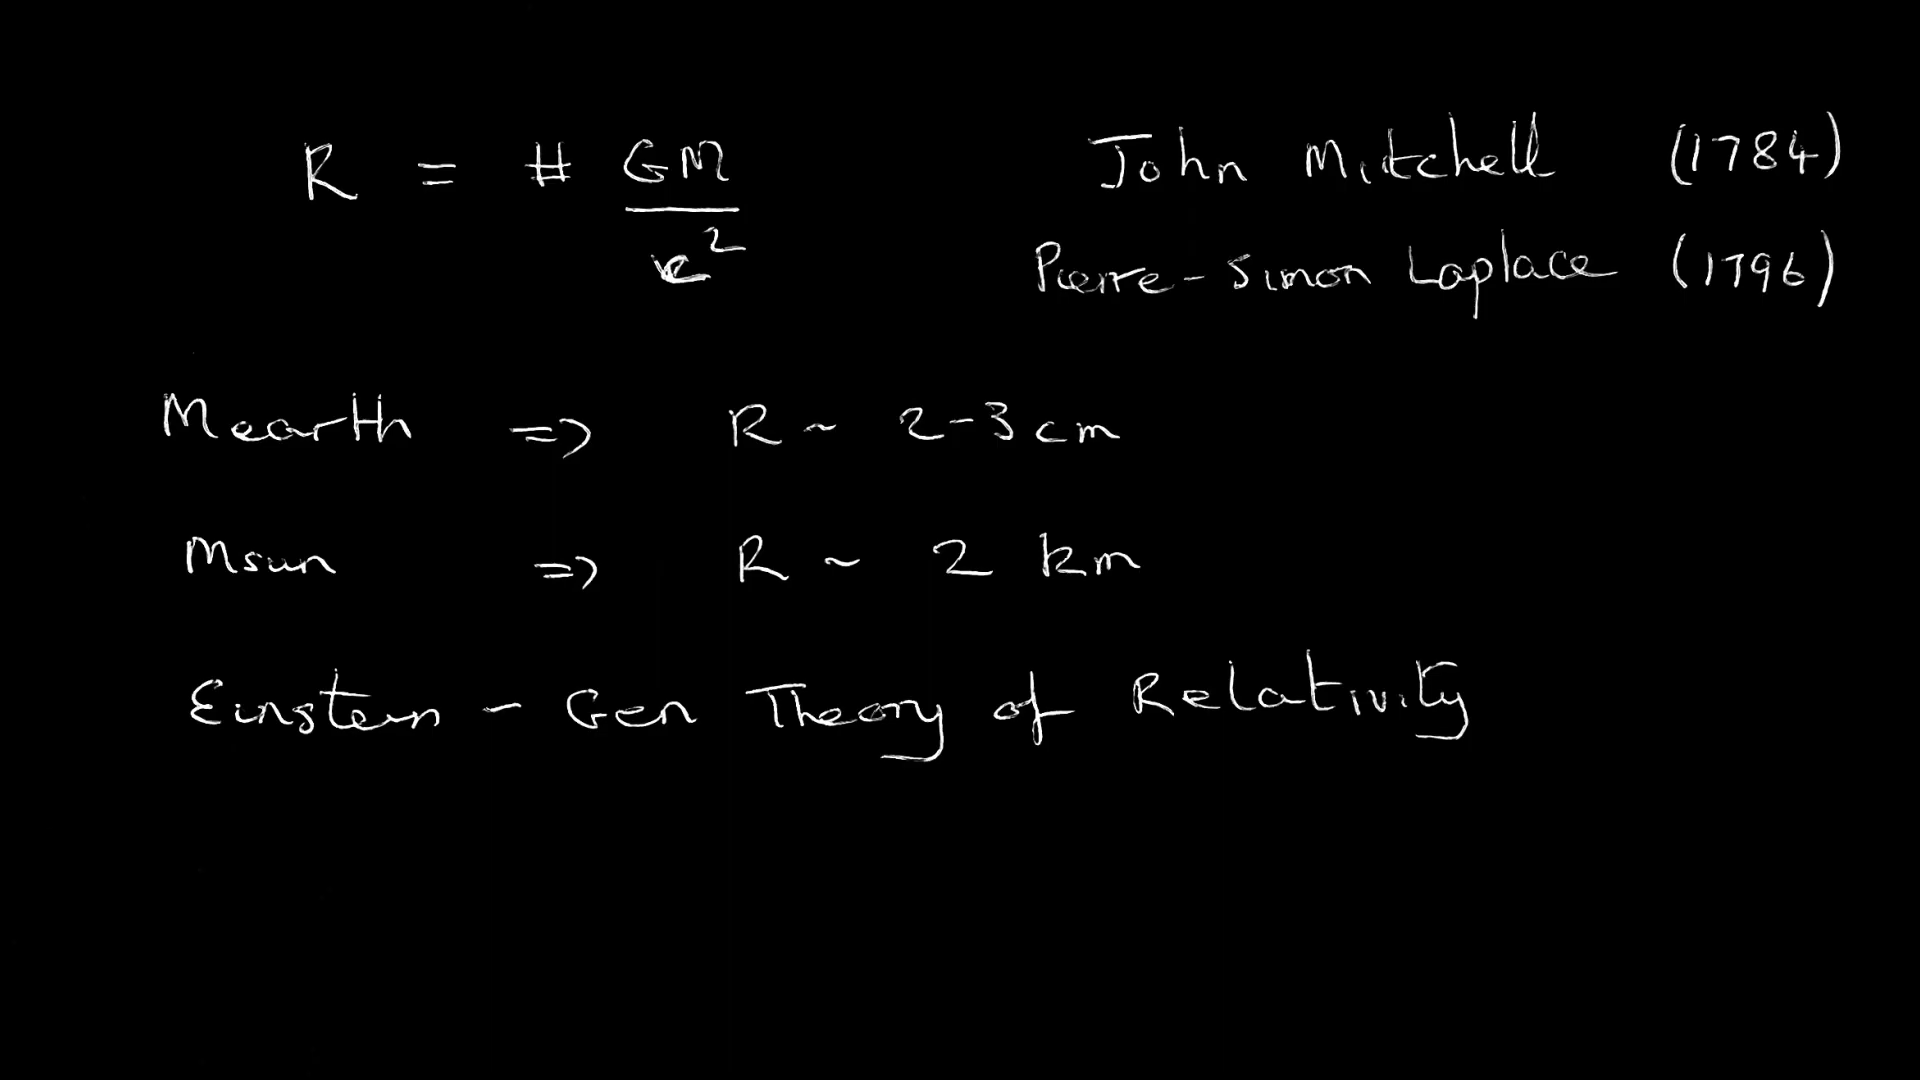 R = # GM / c²
John Mitchell (1784)
Pierre-Simon Laplace (1796)
Mearth => R ~ 2-3 cm
Msun => R ~ 2 km
Einstein - Gen Theory of Relativity